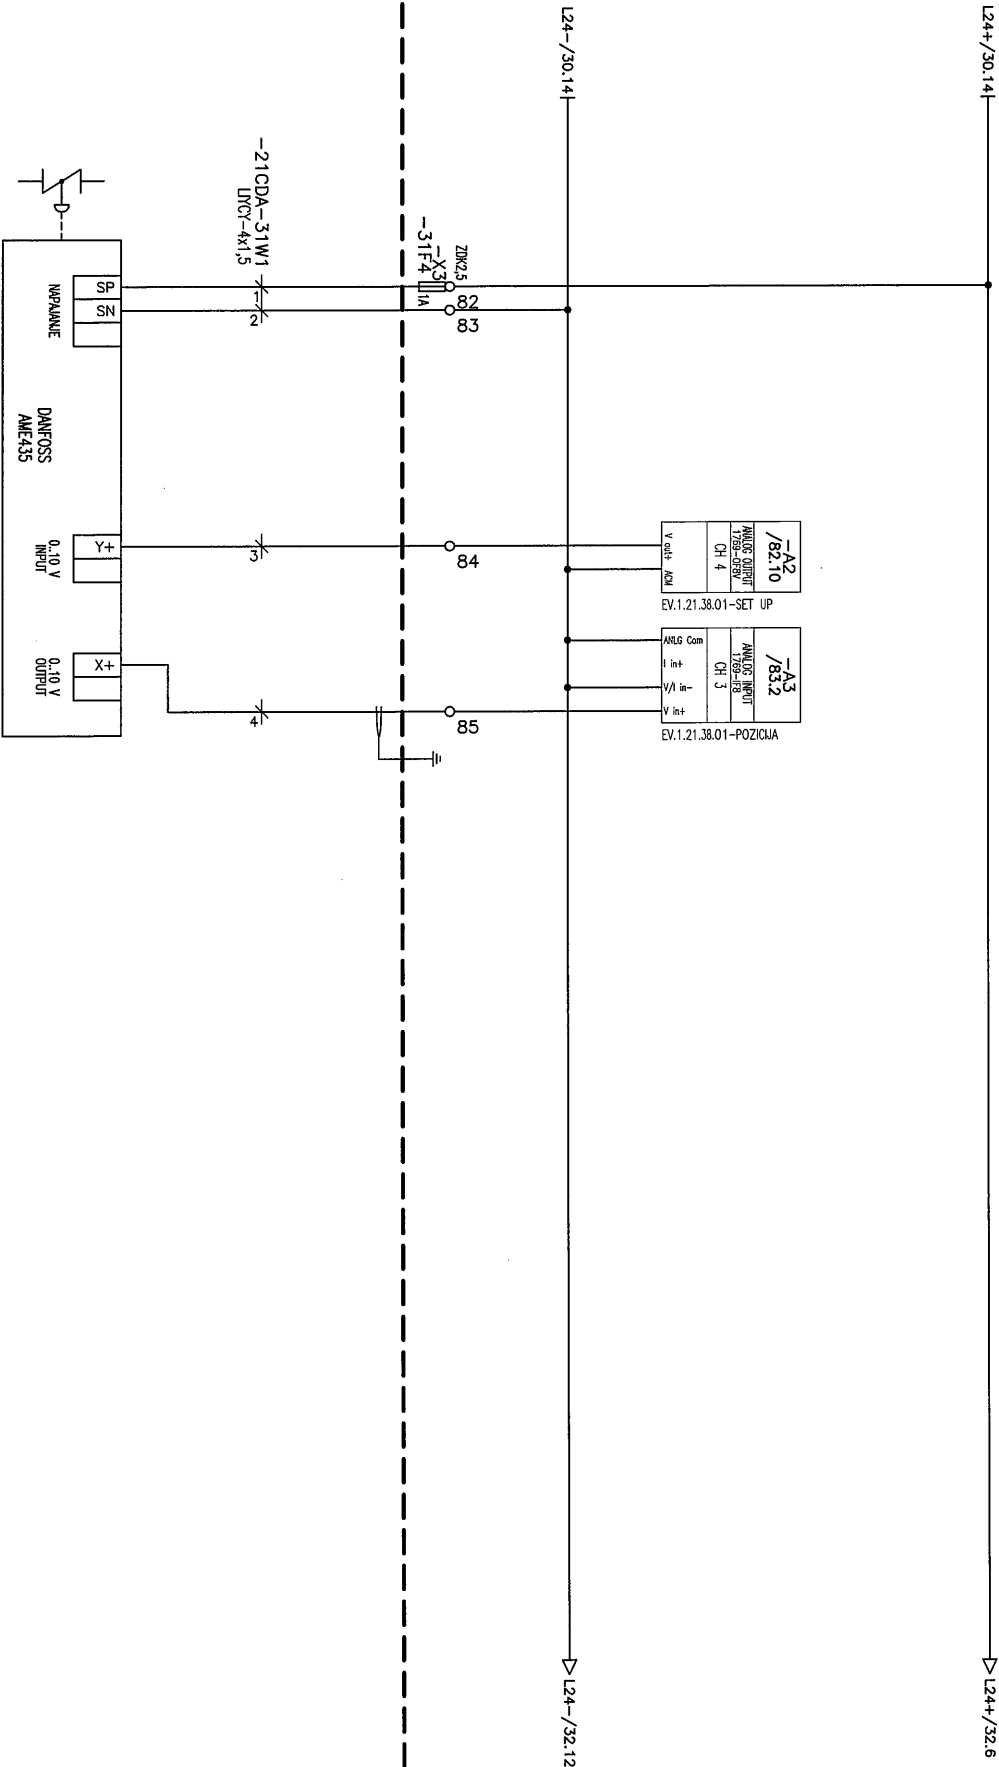 L24+/30.14
L24-/30.14
-A2
/82.10
ANALOG OUTPUT
1769-OF8V
CH 4
V out+
ACM
EV.1.21.38.01-SET UP
-A3
/83.2
ANALOG INPUT
1769-IF8
CH 3
ANLG Com
I in+
V/I in-
V in+
EV.1.21.38.01-POZICIJA
ZDK2,5
-X3
-31F4
1A
82
83
84
85
-21CDA-31W1
LIYCY-4x1,5
1
2
3
4
SP
SN
NAPAJANJE
DANFOSS
AME435
Y+
0..10 V
INPUT
X+
0..10 V
OUTPUT
L24+/32.6
L24-/32.12